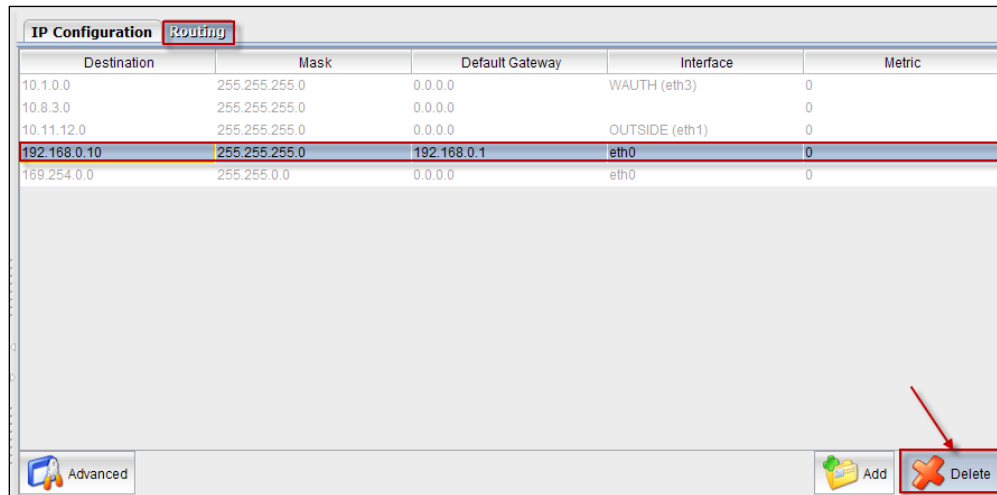 IP Configuration Routing
Destination Mask Default Gateway Interface Metric
10.1.0.0 255.255.255.0 0.0.0.0 WAUTH (eth3) 0
10.8.3.0 255.255.255.0 0.0.0.0 0
10.11.12.0 255.255.255.0 0.0.0.0 OUTSIDE (eth1) 0
192.168.0.10 255.255.255.0 192.168.0.1 eth0 0
169.254.0.0 255.255.0.0 0.0.0.0 eth0 0
Advanced Add Delete